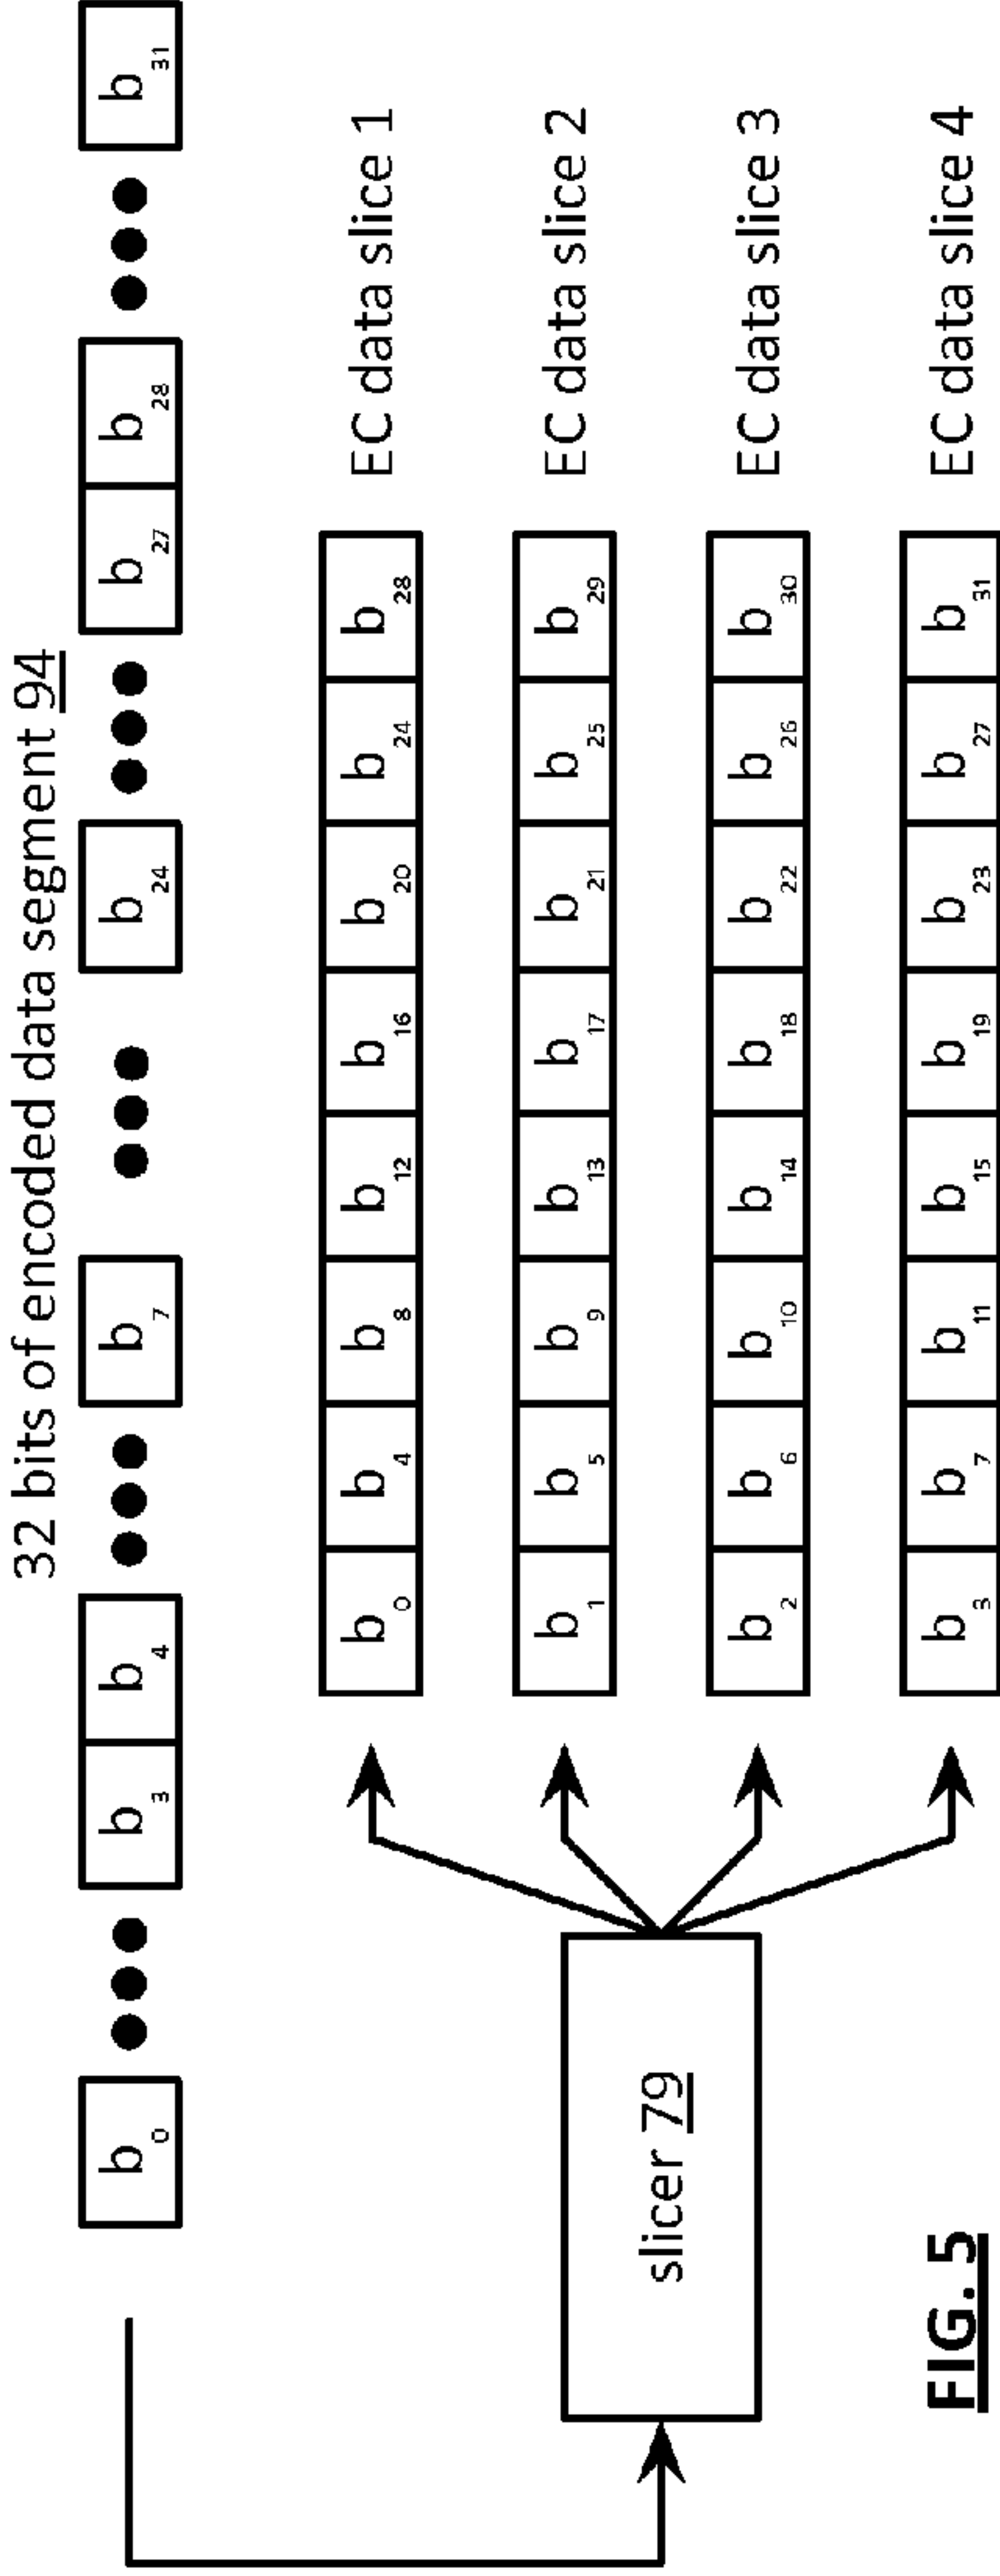 32 bits of encoded data segment 94
b0 ●●● b3 b4 ●●● b7 ●●● b24 ●●● b27 b28 ●●● b31
b0 b4 b8 b12 b16 b20 b24 b28 EC data slice 1
b1 b5 b9 b13 b17 b21 b25 b29 EC data slice 2
slicer 79
b2 b6 b10 b14 b18 b22 b26 b30 EC data slice 3
b3 b7 b11 b15 b19 b23 b27 b31 EC data slice 4
FIG. 5